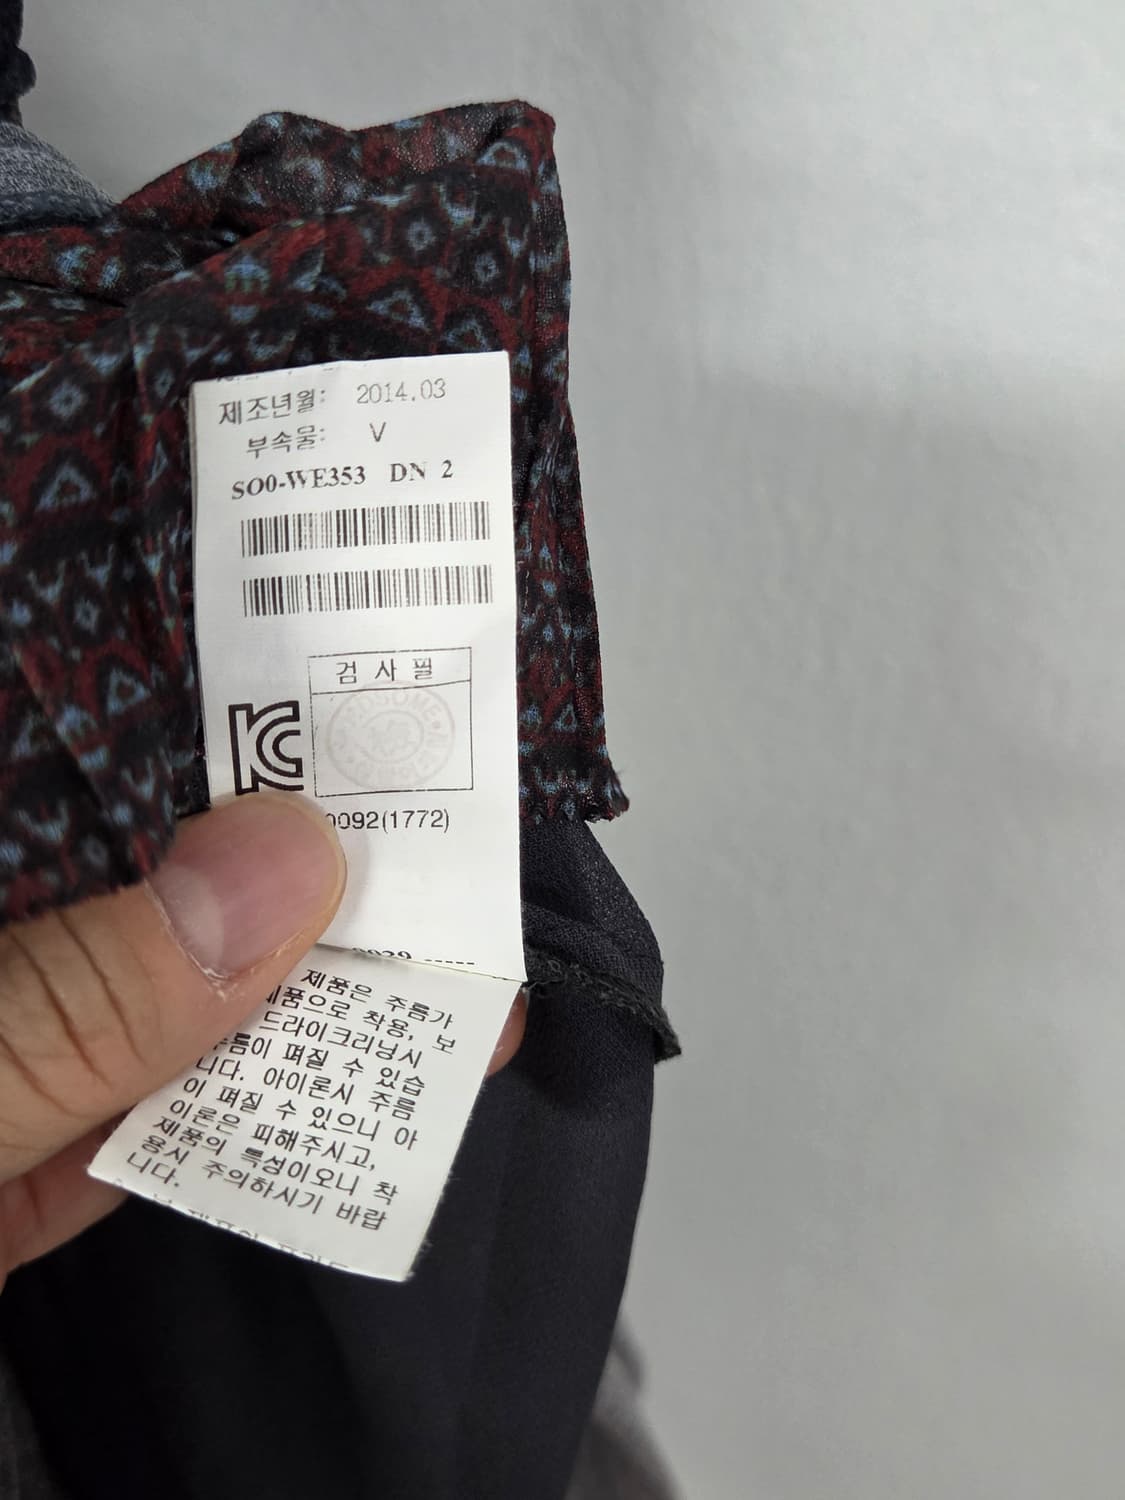 제조년월: 2014.03
부속물: V
SO0-WE353 DN 2
검 사 필
KC
0092(1772)
제품은 주름가
제품으로 착용, 보
드라이크리닝시
주름이 펴질 수 있습
니다. 아이론시 주름
이 펴질 수 있으니 아
이론은 피해주시고,
제품의 특성이오니 착
용시 주의하시기 바랍
니다.